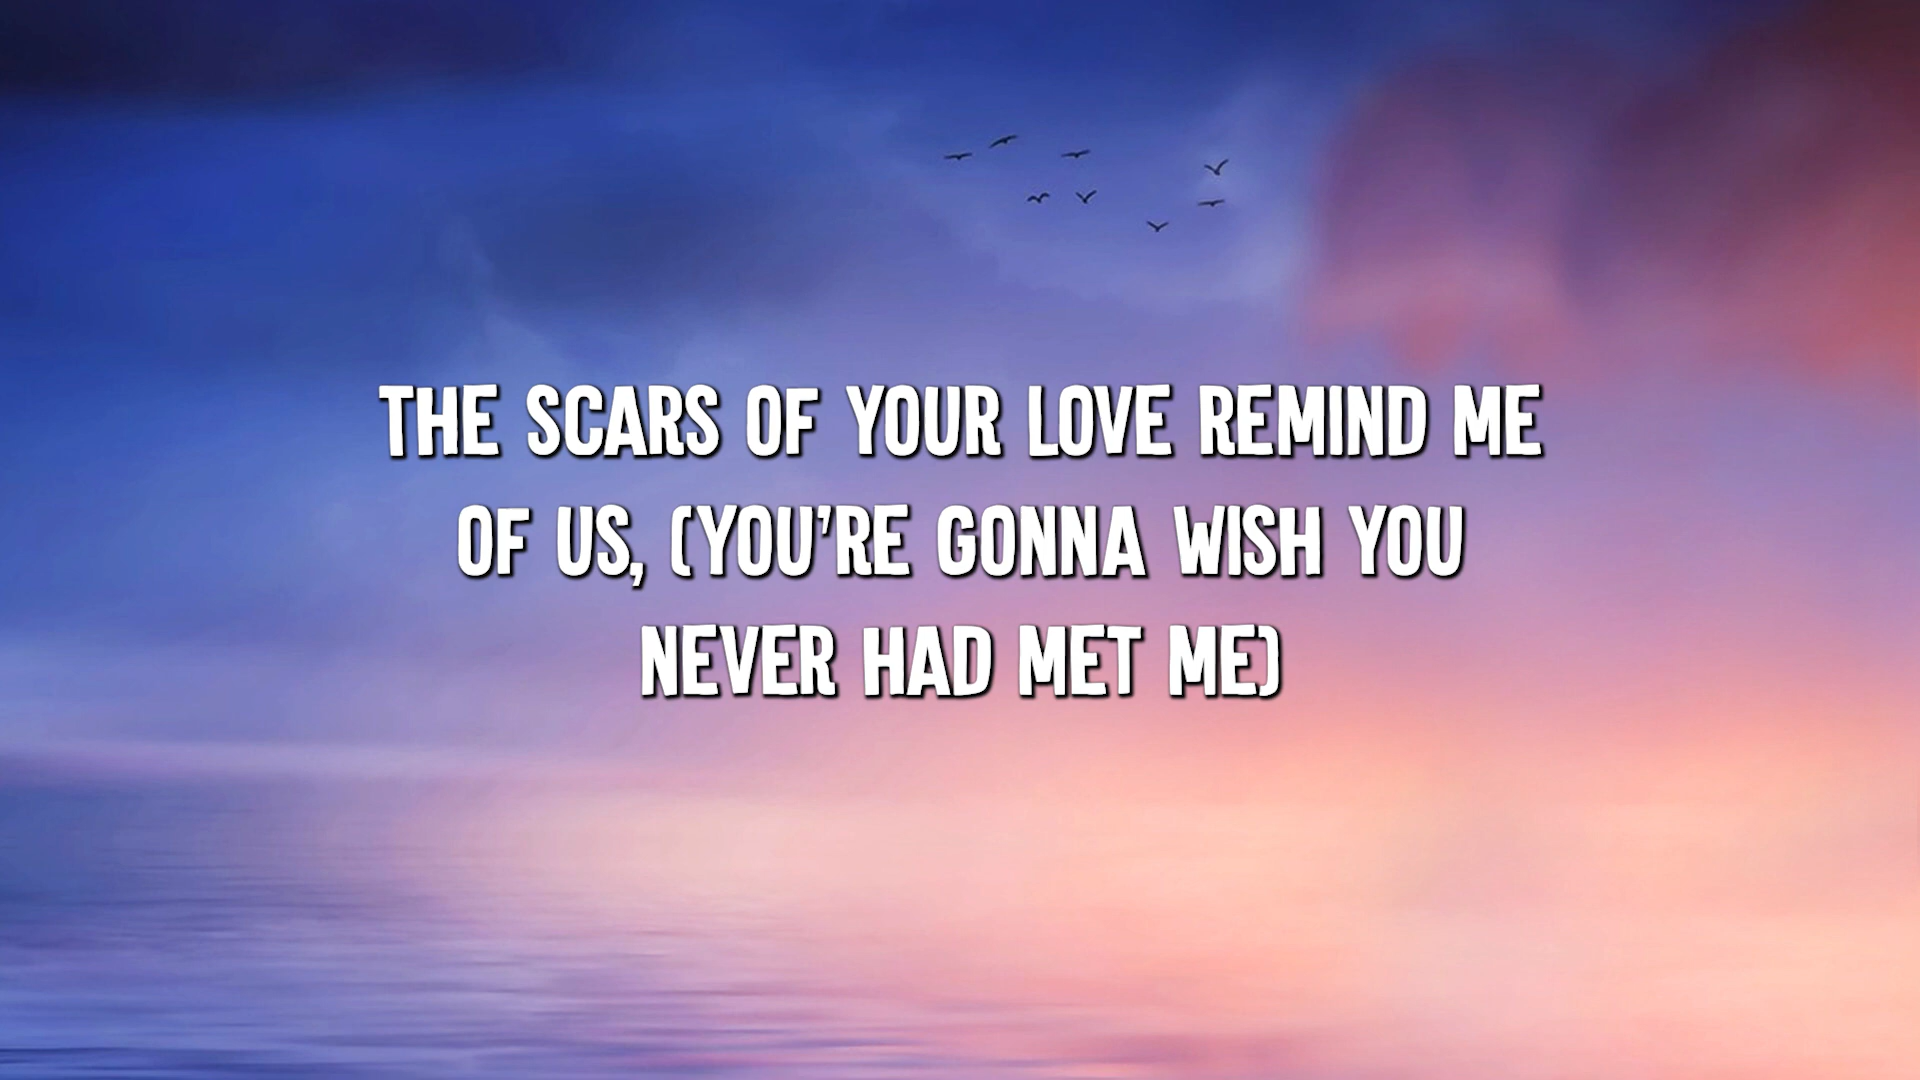 THE SCARS OF YOUR LOVE REMIND ME
OF US, (YOU'RE GONNA WISH YOU
NEVER HAD MET ME)